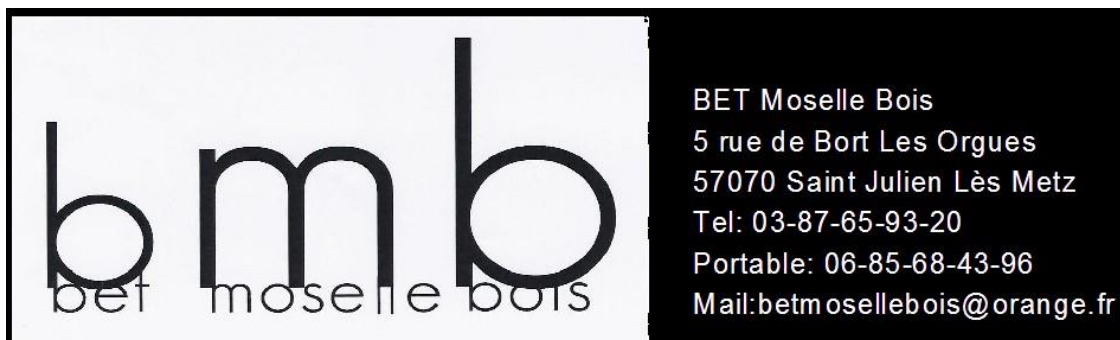 bmb
bet moselle bois
BET Moselle Bois
5 rue de Bort Les Orgues
57070 Saint Julien Lès Metz
Tel: 03-87-65-93-20
Portable: 06-85-68-43-96
Mail:betmosellebois@orange.fr